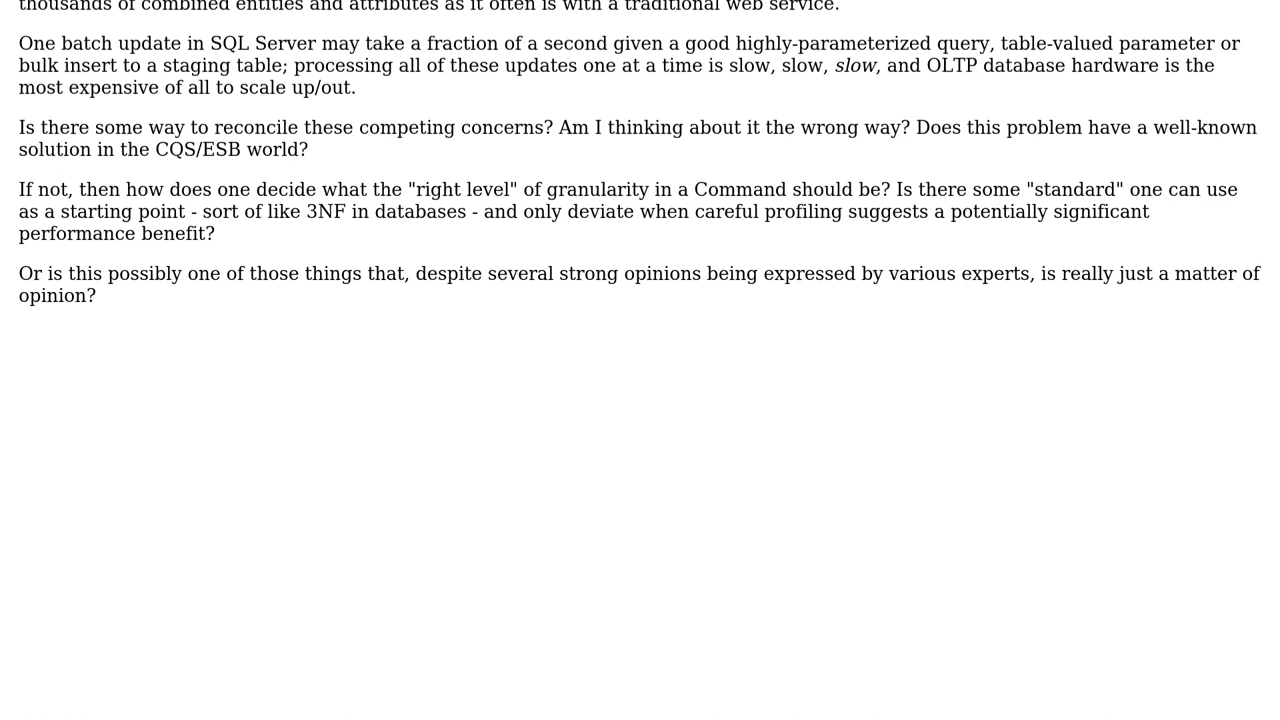 thousands of combined entities and attributes as it often is with a traditional web service.
One batch update in SQL Server may take a fraction of a second given a good highly-parameterized query, table-valued parameter or
bulk insert to a staging table; processing all of these updates one at a time is slow, slow, slow, and OLTP database hardware is the
most expensive of all to scale up/out.
Is there some way to reconcile these competing concerns? Am I thinking about it the wrong way? Does this problem have a well-known
solution in the CQS/ESB world?
If not, then how does one decide what the "right level" of granularity in a Command should be? Is there some "standard" one can use
as a starting point - sort of like 3NF in databases - and only deviate when careful profiling suggests a potentially significant
performance benefit?
Or is this possibly one of those things that, despite several strong opinions being expressed by various experts, is really just a matter of
opinion?